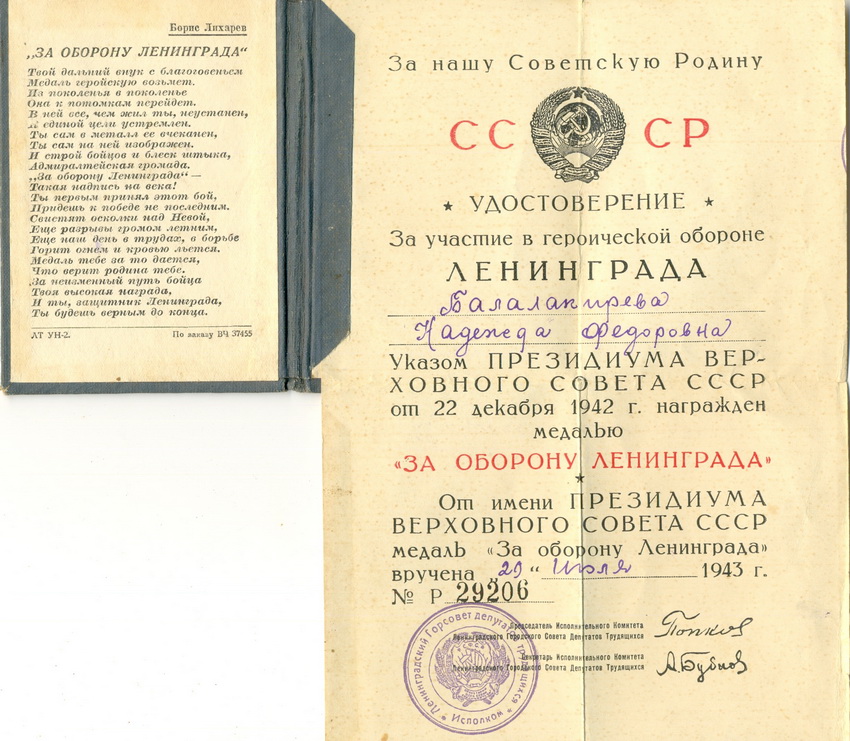 Борис Лихарев
„ЗА ОБОРОНУ ЛЕНИНГРАДА“
Твой дальний внук с благоговеньем
Медаль геройскую возьмет.
Из поколенья в поколенье
Она к потомкам перейдет.
В ней все, чем жил ты, неустанен,
К единой цели устремлен.
Ты сам в металл ее вчеканен,
Ты сам на ней изображен.
И строй бойцов и блеск штыка,
Адмиралтейская громада.
„За оборону Ленинграда“ —
Такая надпись на века!
Ты первым принял этот бой,
Придешь к победе не последним.
Свистят осколки над Невой,
Еще разрывы громом летним,
Еще наш день в трудах, в борьбе
Горит огнем и кровью льется.
Медаль тебе за то дается,
Что верит родина тебе.
За неизменный путь бойца
Твоя высокая награда,
И ты, защитник Ленинграда,
Ты будешь верным до конца.
ЛТ УН-2. По заказу ВЧ 37455
За нашу Советскую Родину
СССР
★ УДОСТОВЕРЕНИЕ ★
За участие в героической обороне
ЛЕНИНГРАДА
Балалакирева
Надежда Федоровна
Указом ПРЕЗИДИУМА ВЕР-
ХОВНОГО СОВЕТА СССР
от 22 декабря 1942 г. награжден
медалью
«ЗА ОБОРОНУ ЛЕНИНГРАДА»
★
От имени ПРЕЗИДИУМА
ВЕРХОВНОГО СОВЕТА СССР
медаль «За оборону Ленинграда»
вручена „29“ Июля 1943 г.
№ Р 29206
Председатель Исполнительного Комитета
Ленинградского Городского Совета Депутатов Трудящихся
Попков
Секретарь Исполнительного Комитета
Ленинградского Городского Совета Депутатов Трудящихся
А. Бубнов
Ленинградский Горсовет депутатов трудящихся
★ Исполком ★